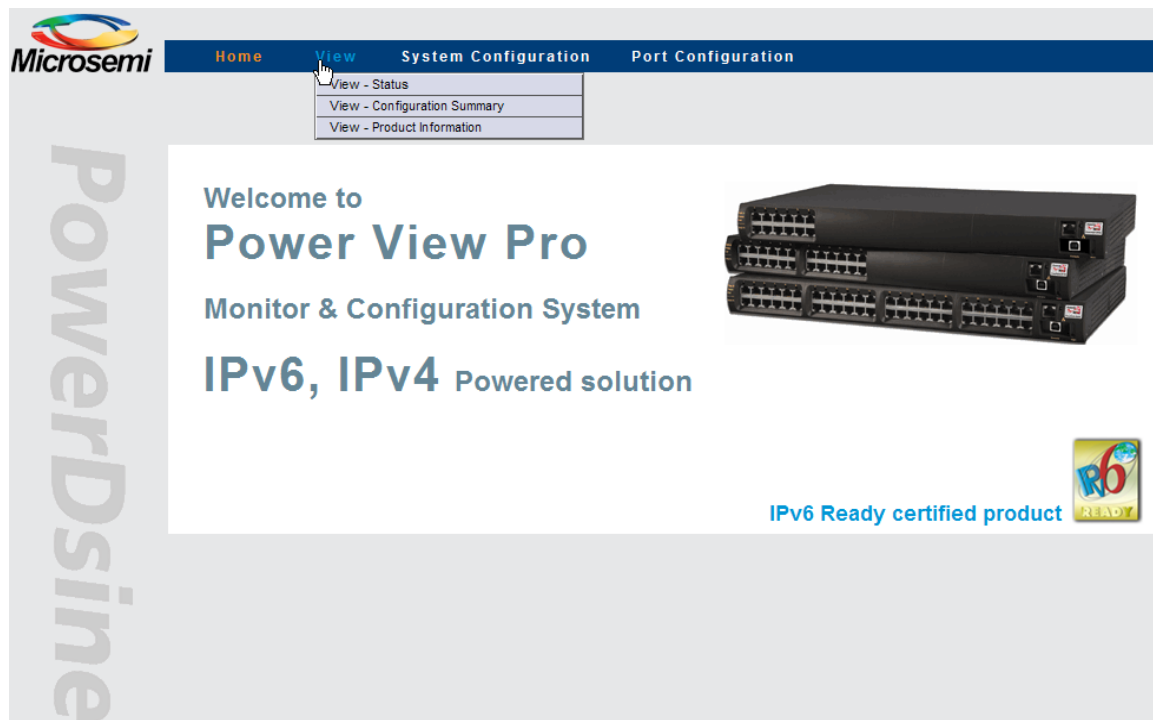 Microsemi
Home View System Configuration Port Configuration
View - Status
View - Configuration Summary
View - Product Information
PowerDsine
Welcome to
Power View Pro
Monitor & Configuration System
IPv6, IPv4 Powered solution
IPv6 Ready certified product
IPv6
READY